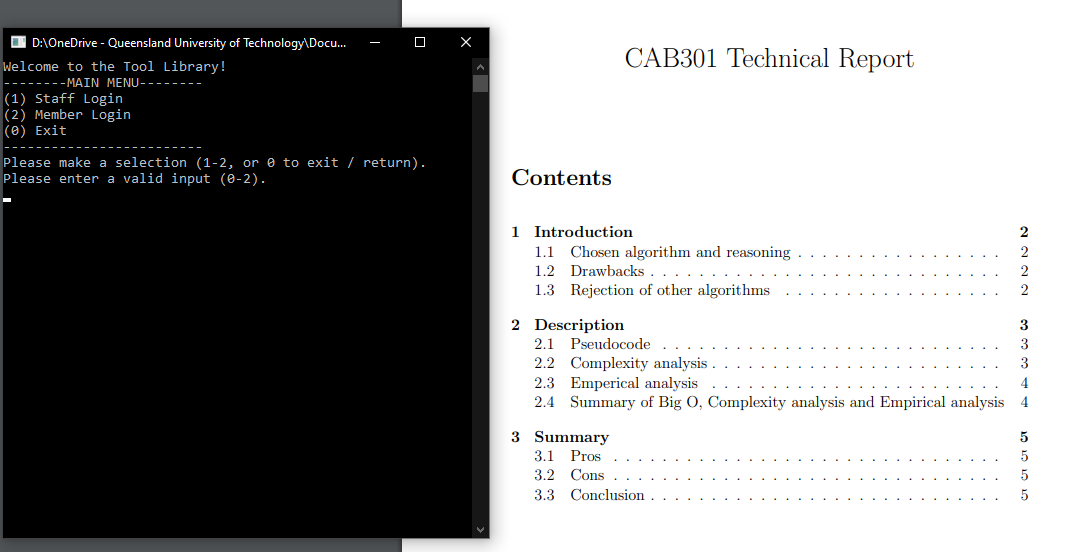 D:\OneDrive - Queensland University of Technology\Docu...
Welcome to the Tool Library!
--------MAIN MENU--------
(1) Staff Login
(2) Member Login
(0) Exit
-------------------------
Please make a selection (1-2, or 0 to exit / return).
Please enter a valid input (0-2).
CAB301 Technical Report
Contents
1 Introduction 2
1.1 Chosen algorithm and reasoning . . . . . . . . . . . . . . . . . 2
1.2 Drawbacks . . . . . . . . . . . . . . . . . . . . . . . . . . . . . 2
1.3 Rejection of other algorithms . . . . . . . . . . . . . . . . . . 2
2 Description 3
2.1 Pseudocode . . . . . . . . . . . . . . . . . . . . . . . . . . . . 3
2.2 Complexity analysis . . . . . . . . . . . . . . . . . . . . . . . . 3
2.3 Emperical analysis . . . . . . . . . . . . . . . . . . . . . . . . 4
2.4 Summary of Big O, Complexity analysis and Empirical analysis 4
3 Summary 5
3.1 Pros . . . . . . . . . . . . . . . . . . . . . . . . . . . . . . . . 5
3.2 Cons . . . . . . . . . . . . . . . . . . . . . . . . . . . . . . . . 5
3.3 Conclusion . . . . . . . . . . . . . . . . . . . . . . . . . . . . . 5